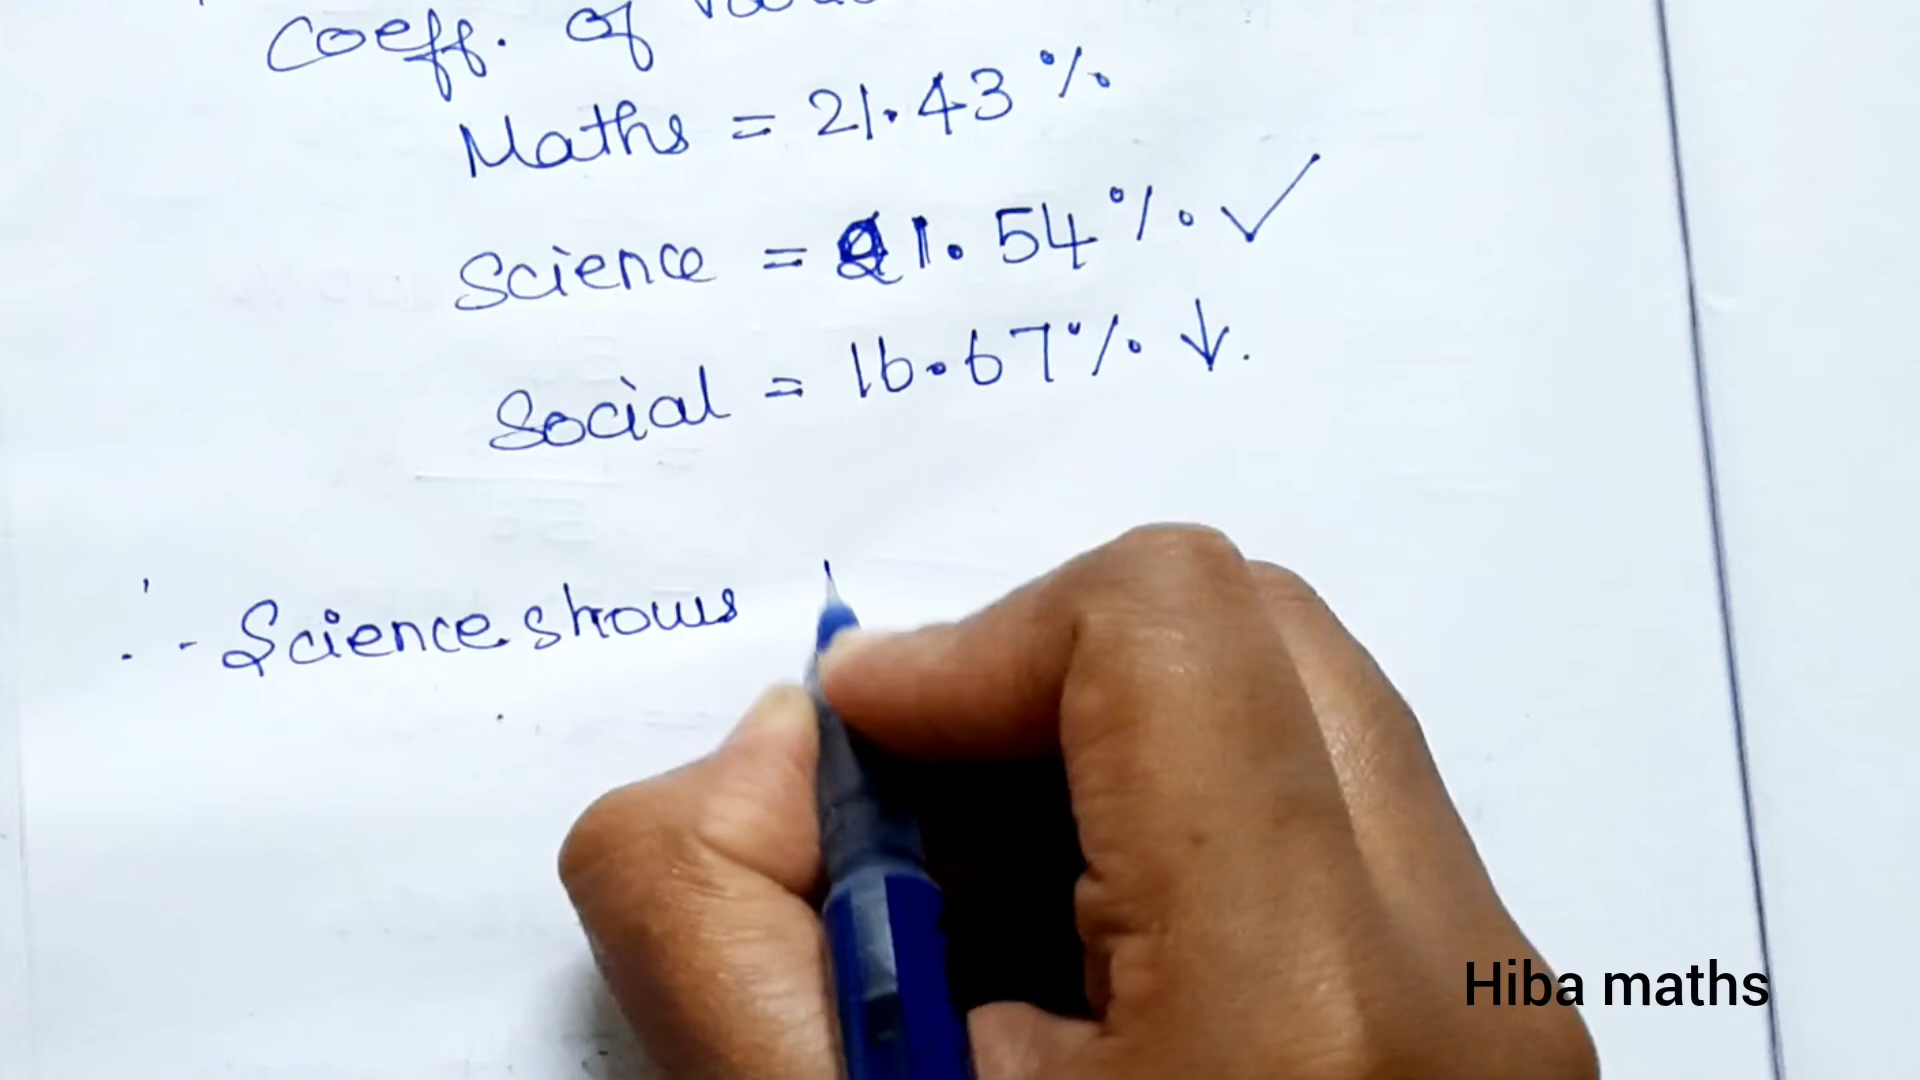 Coeff. of
Maths = 21.43 %
Science = 21.54 % ✓
Social = 16.67 % ↓.
∴ Science shows
Hiba maths